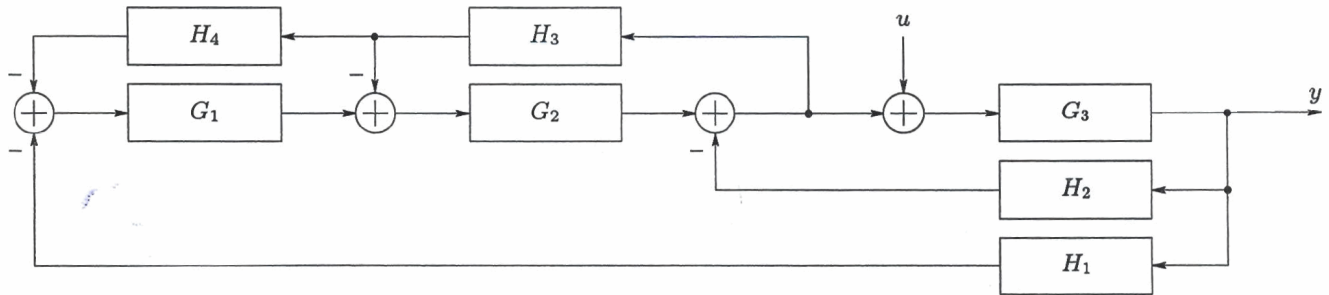 H₄
H₃
u
−
−
G₁
G₂
G₃
y
−
−
H₂
H₁